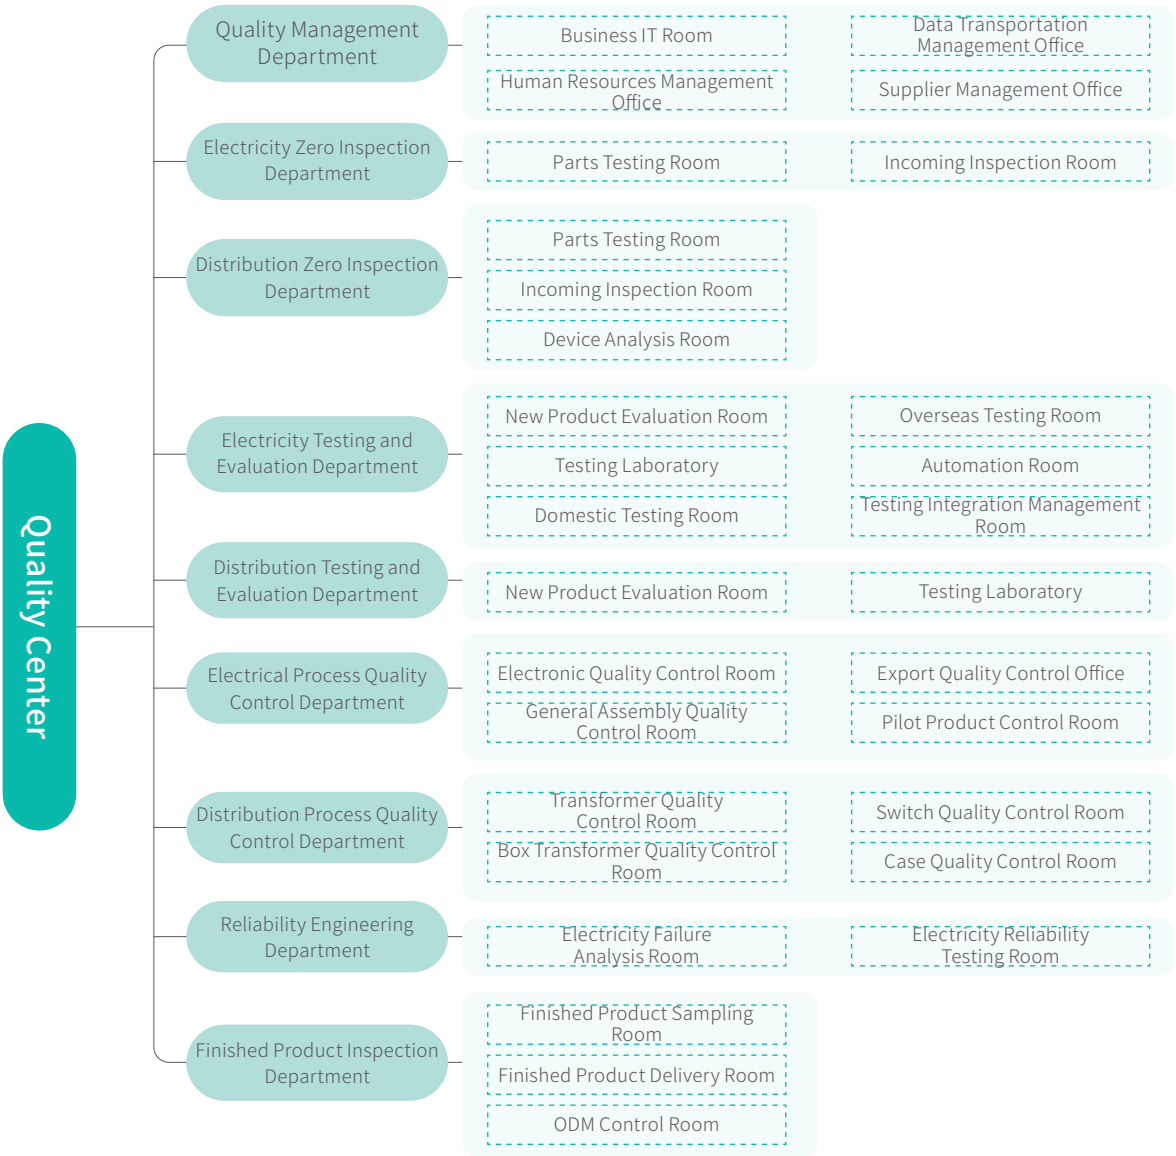 Quality Center
Quality Management
Department
Business IT Room
Data Transportation
Management Office
Human Resources Management
Office
Supplier Management Office
Electricity Zero Inspection
Department
Parts Testing Room
Incoming Inspection Room
Distribution Zero Inspection
Department
Parts Testing Room
Incoming Inspection Room
Device Analysis Room
Electricity Testing and
Evaluation Department
New Product Evaluation Room
Overseas Testing Room
Testing Laboratory
Automation Room
Domestic Testing Room
Testing Integration Management
Room
Distribution Testing and
Evaluation Department
New Product Evaluation Room
Testing Laboratory
Electrical Process Quality
Control Department
Electronic Quality Control Room
Export Quality Control Office
General Assembly Quality
Control Room
Pilot Product Control Room
Distribution Process Quality
Control Department
Transformer Quality
Control Room
Switch Quality Control Room
Box Transformer Quality Control
Room
Case Quality Control Room
Reliability Engineering
Department
Electricity Failure
Analysis Room
Electricity Reliability
Testing Room
Finished Product Inspection
Department
Finished Product Sampling
Room
Finished Product Delivery Room
ODM Control Room